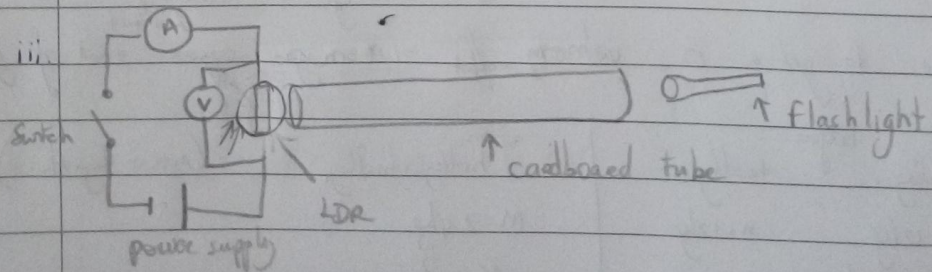 iii.
A
V
Switch
flashlight
cardboard tube
LDR
power supply